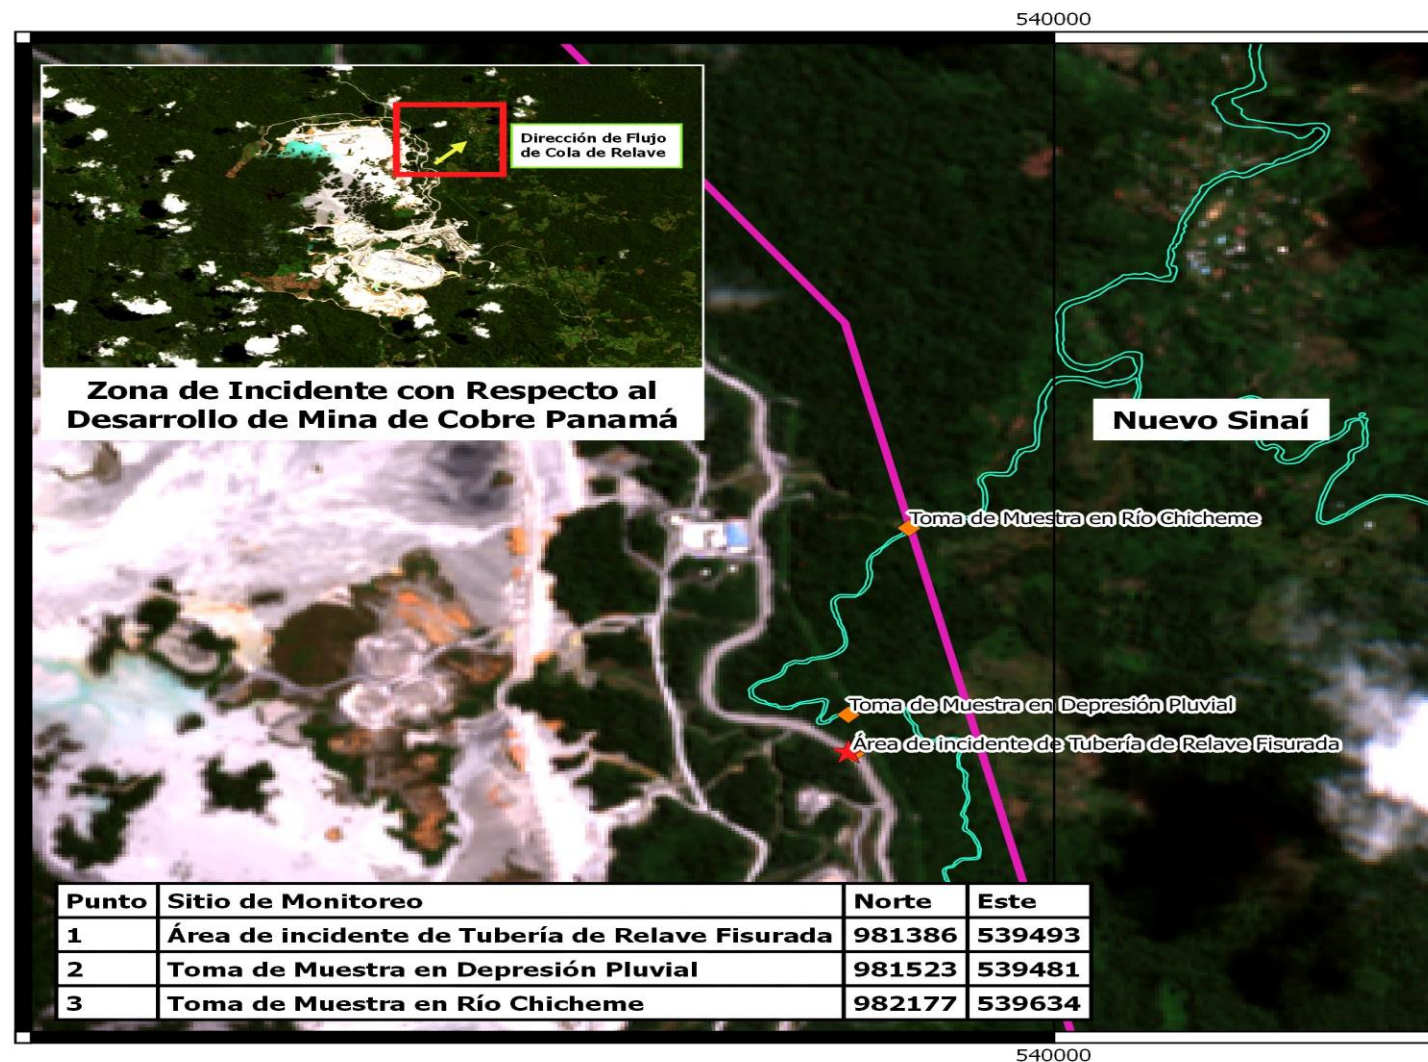 540000
Dirección de Flujo
de Cola de Relave
Zona de Incidente con Respecto al
Desarrollo de Mina de Cobre Panamá
Nuevo Sinaí
Toma de Muestra en Río Chicheme
Toma de Muestra en Depresión Pluvial
Área de incidente de Tubería de Relave Fisurada
Punto Sitio de Monitoreo Norte Este
1 Área de incidente de Tubería de Relave Fisurada 981386 539493
2 Toma de Muestra en Depresión Pluvial 981523 539481
3 Toma de Muestra en Río Chicheme 982177 539634
540000